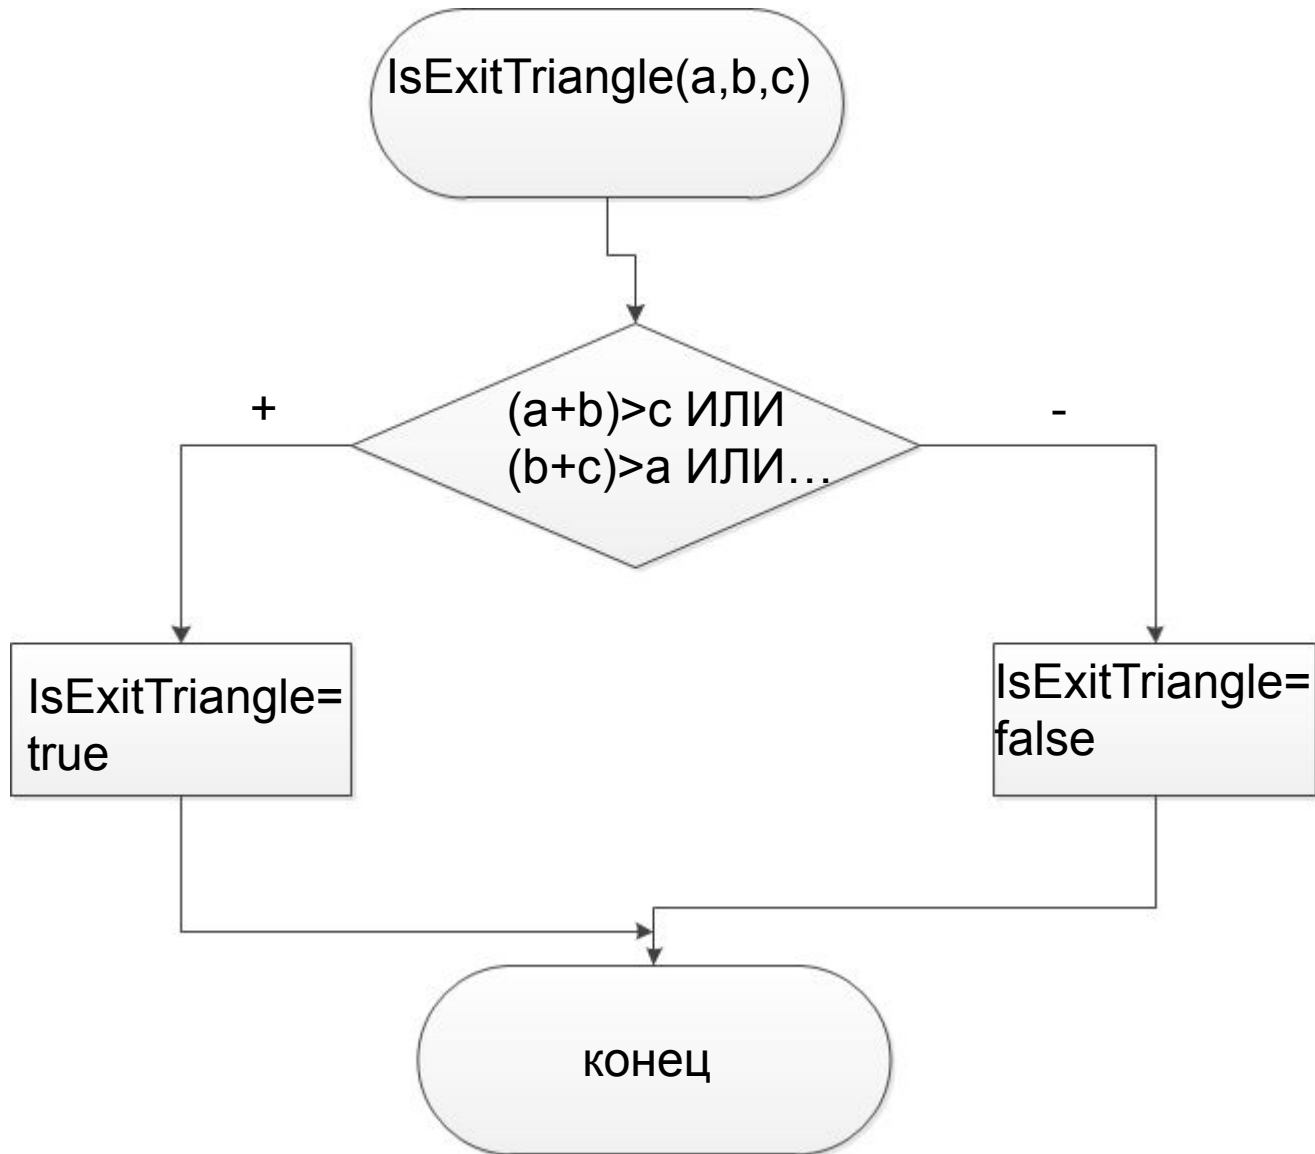 IsExitTriangle(a,b,c)
+
(a+b)>c ИЛИ
(b+c)>a ИЛИ…
-
IsExitTriangle=
true
IsExitTriangle=
false
конец